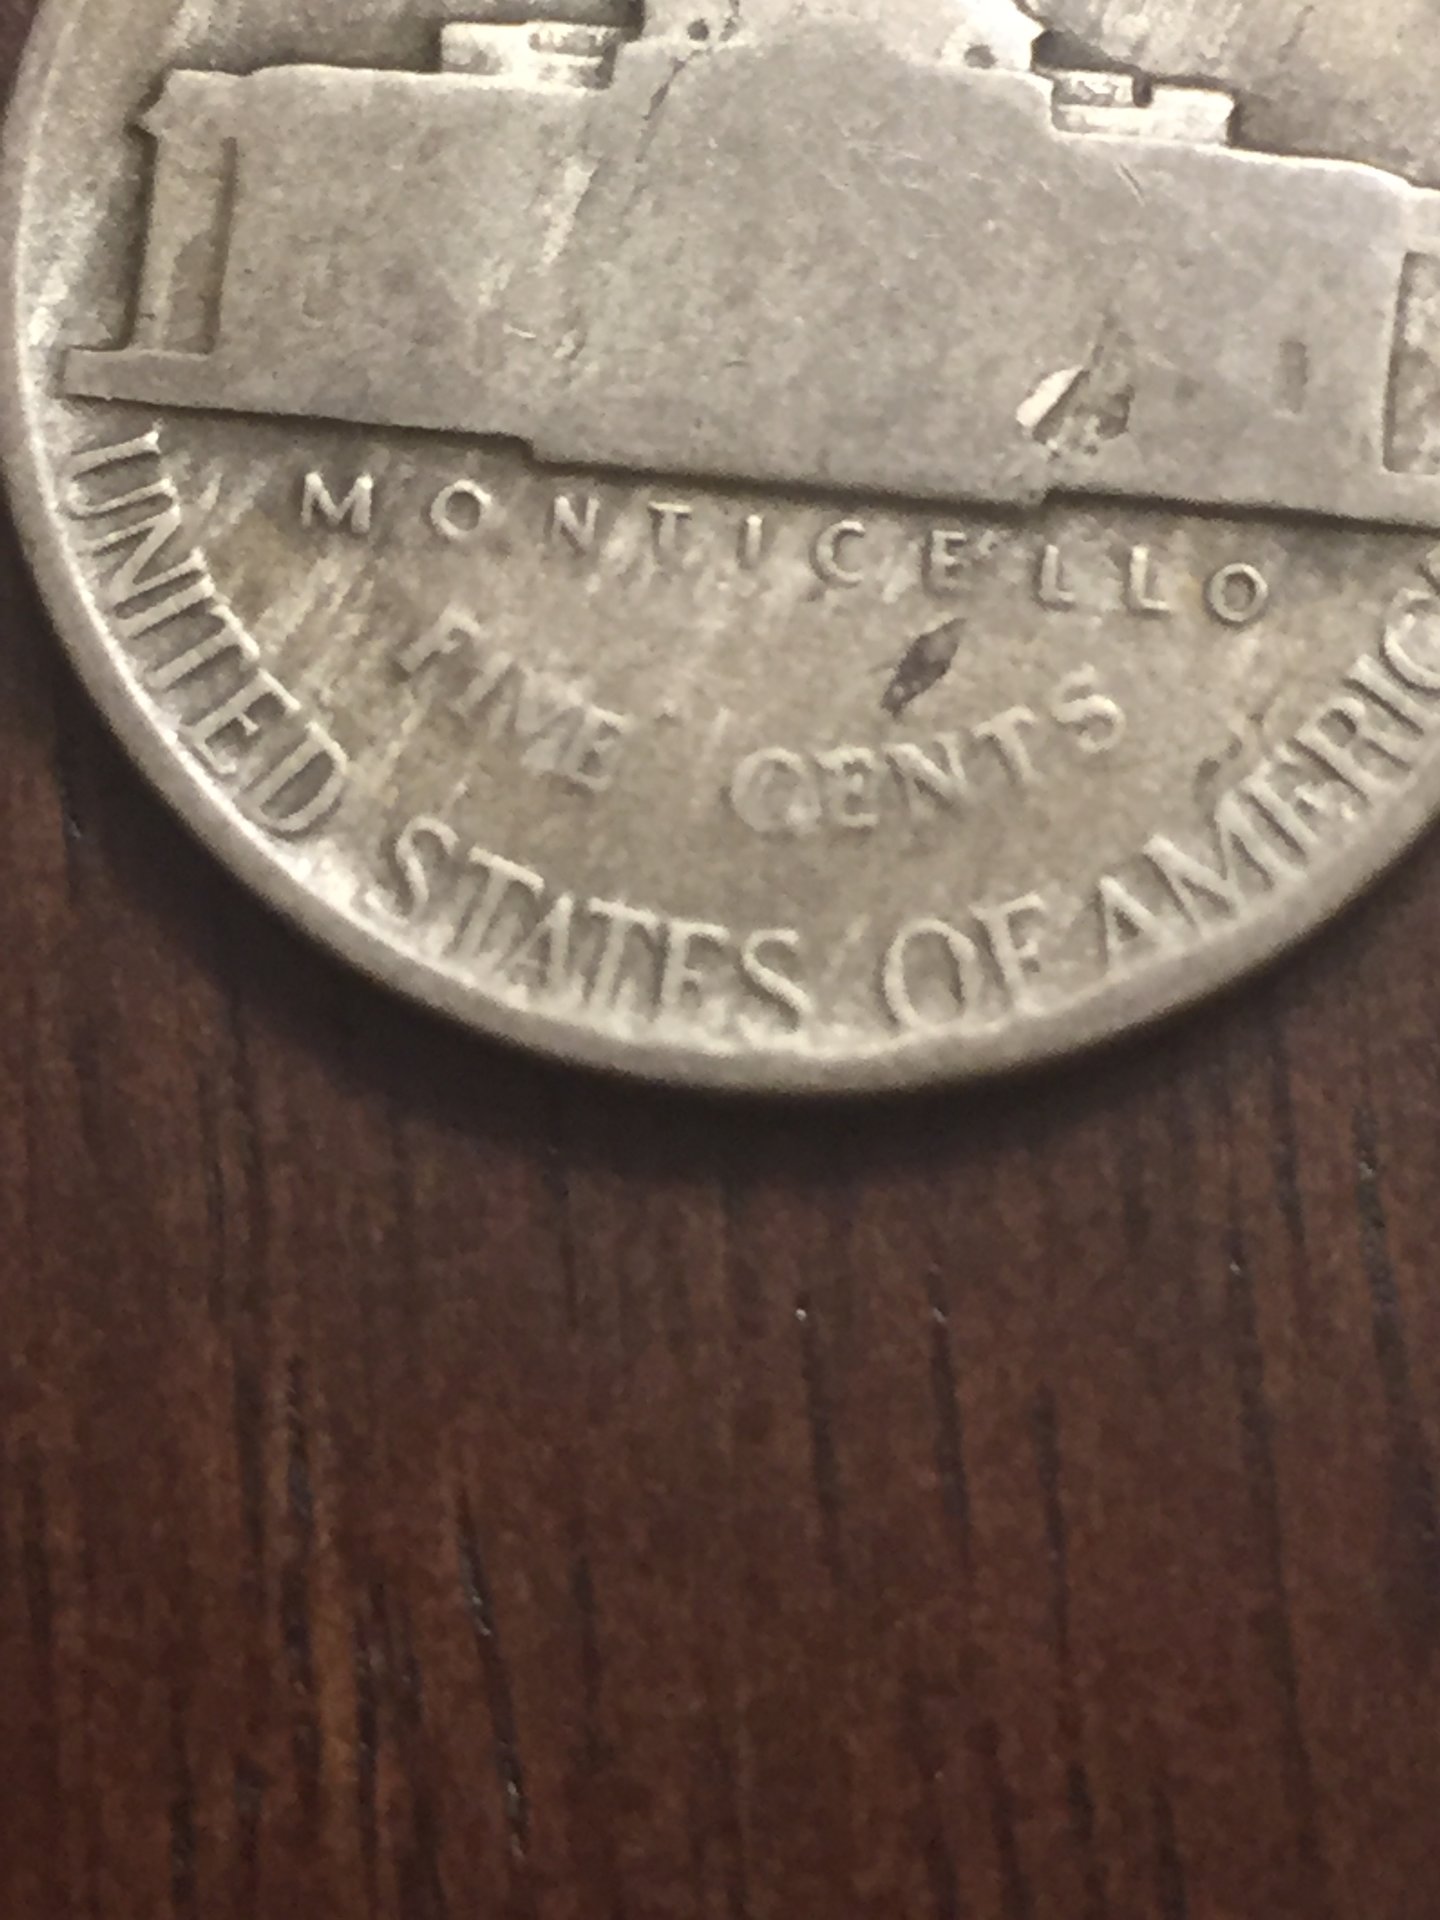 MONTICELLO
FIVE CENTS
UNITED STATES OF AMERIC